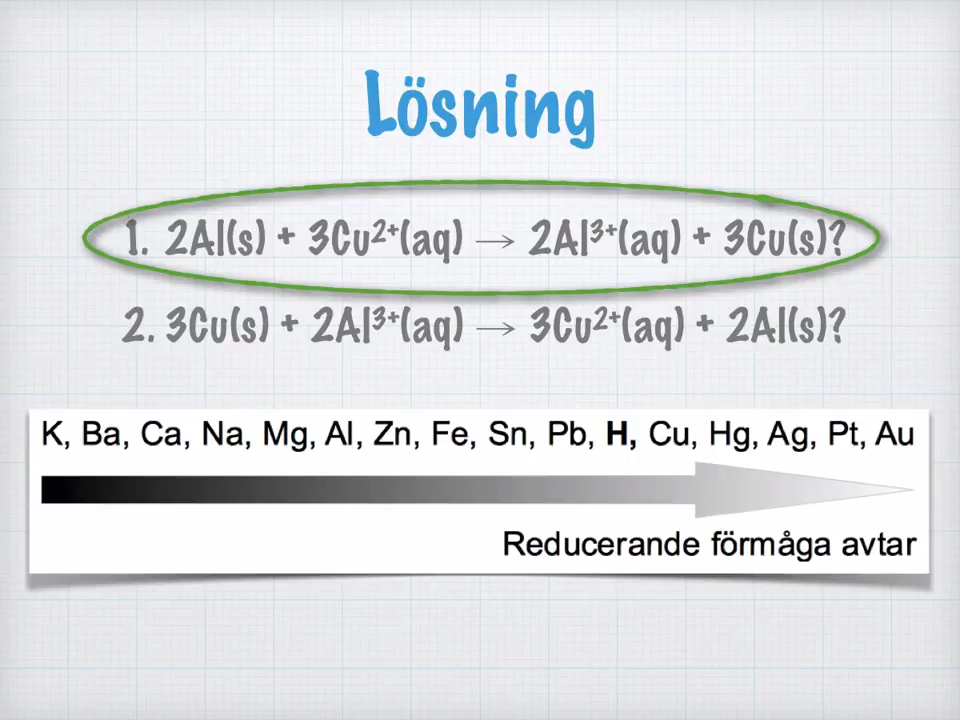 Lösning
1. 2Al(s) + 3Cu²⁺(aq) → 2Al³⁺(aq) + 3Cu(s)?
2. 3Cu(s) + 2Al³⁺(aq) → 3Cu²⁺(aq) + 2Al(s)?
K, Ba, Ca, Na, Mg, Al, Zn, Fe, Sn, Pb, H, Cu, Hg, Ag, Pt, Au
Reducerande förmåga avtar